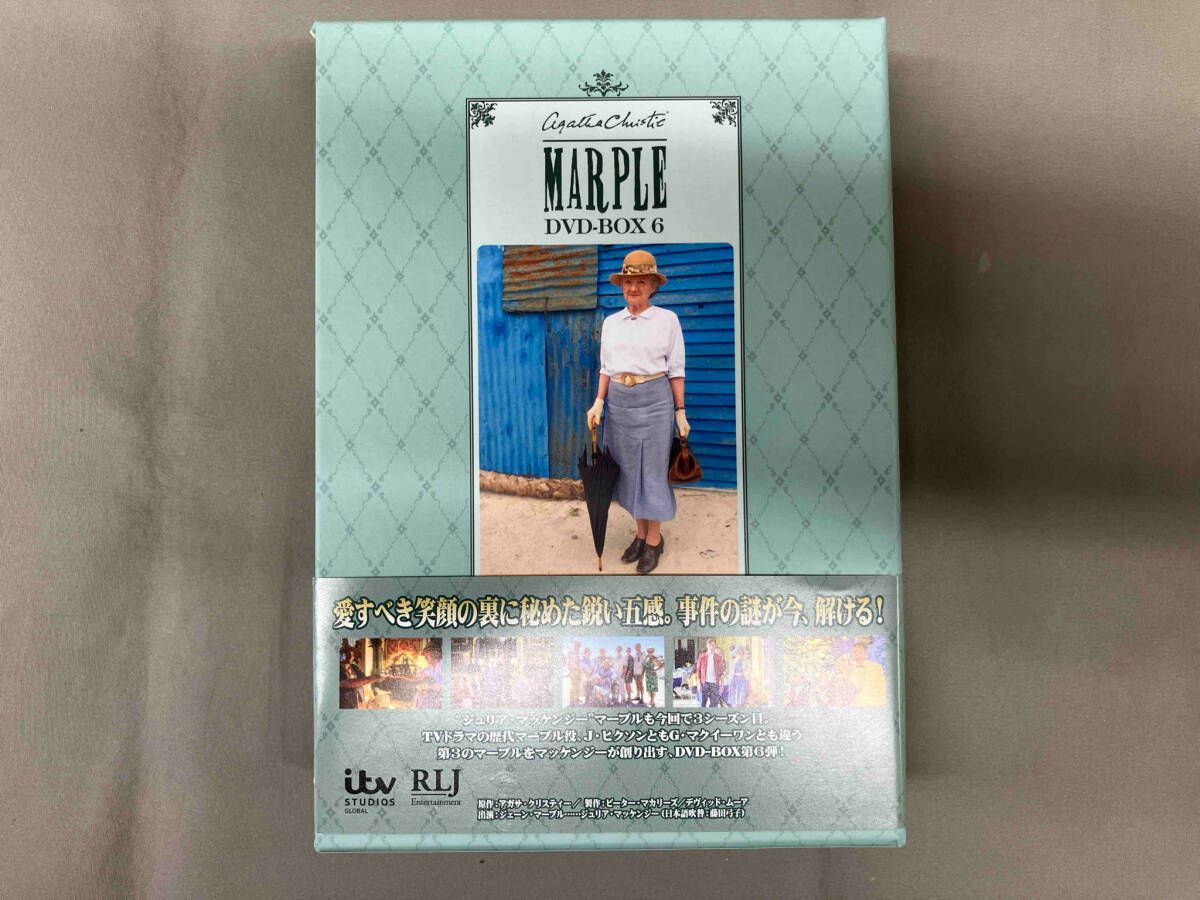 Agatha Christie
MARPLE
DVD-BOX 6
愛すべき笑顔の裏に秘めた鋭い五感。事件の謎が今、解ける!
"ジュリア・マッケンジー"マープルも今回で3シーズン目。
TVドラマの歴代マープル役、J・ヒクソンともG・マクイーワンとも違う
第3のマープルをマッケンジーが創り出す、DVD-BOX第6弾!
itv
STUDIOS
GLOBAL
RLJ
Entertainment
原作:アガサ・クリスティー/製作:ピーター・マカリーズ/デヴィッド・ムーア
出演:ジェーン・マープル……ジュリア・マッケンジー(日本語吹替:藤田弓子)